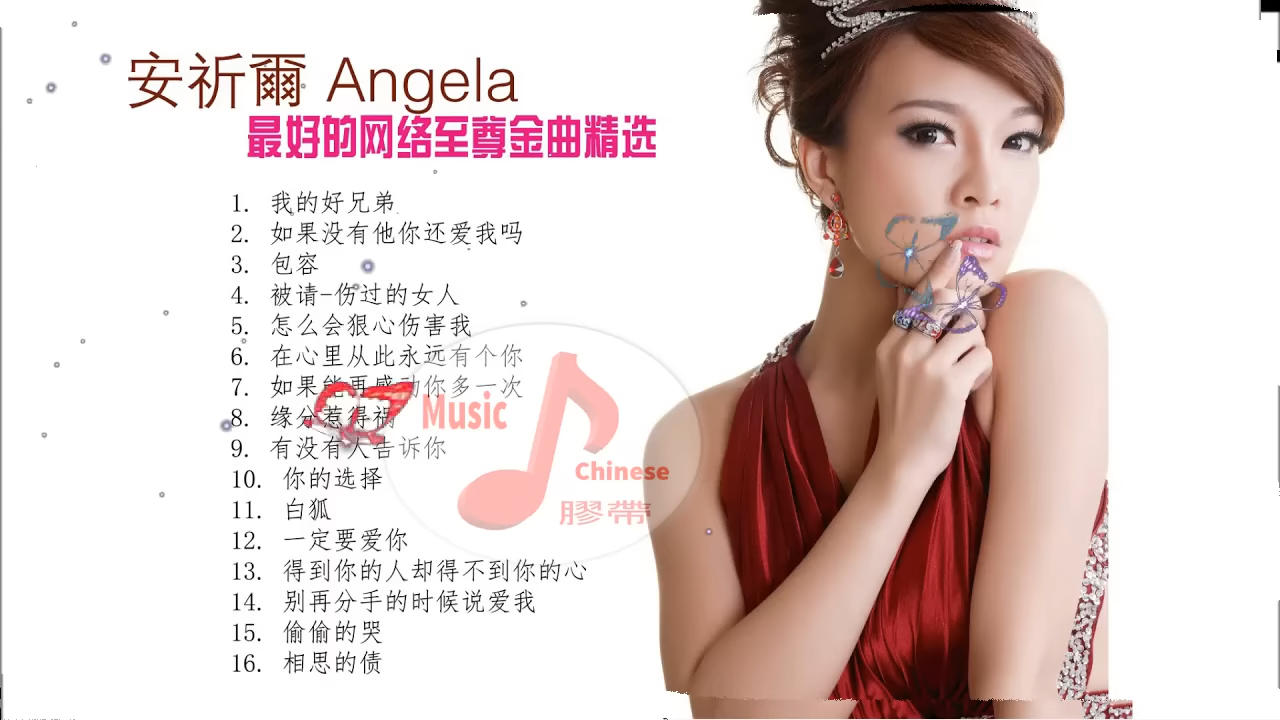 安祈爾 Angela
最好的网络至尊金曲精选
1. 我的好兄弟
2. 如果没有他你还爱我吗
3. 包容
4. 被请-伤过的女人
5. 怎么会狠心伤害我
6. 在心里从此永远有个你
7. 如果能再感动你多一次
8. 缘分惹得祸
9. 有没有人告诉你
10. 你的选择
11. 白狐
12. 一定要爱你
13. 得到你的人却得不到你的心
14. 别再分手的时候说爱我
15. 偷偷的哭
16. 相思的债
Music
Chinese
膠帶